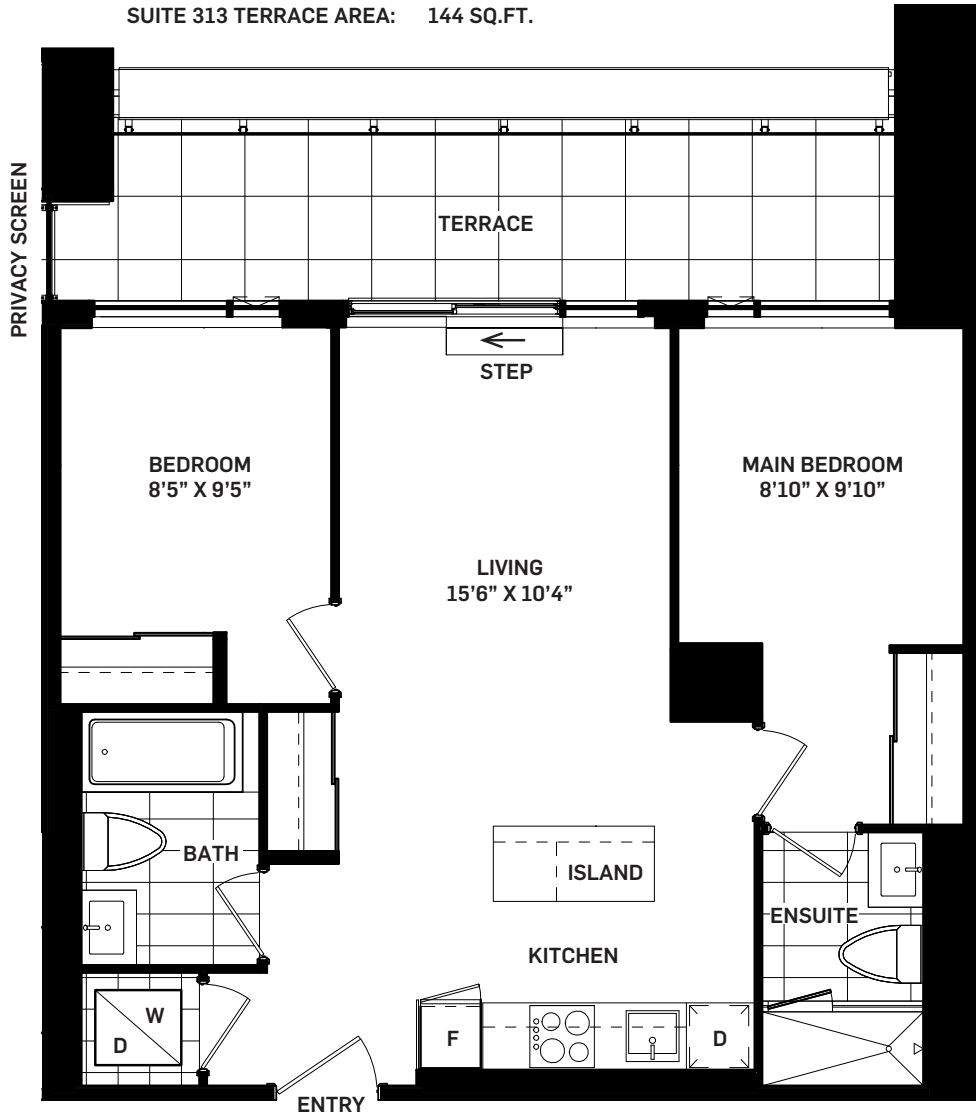 SUITE 313 TERRACE AREA: 144 SQ.FT.
PRIVACY SCREEN
TERRACE
STEP
BEDROOM
8’5” X 9’5”
MAIN BEDROOM
8’10” X 9’10”
LIVING
15’6” X 10’4”
BATH
ISLAND
ENSUITE
KITCHEN
W
D
F
D
ENTRY